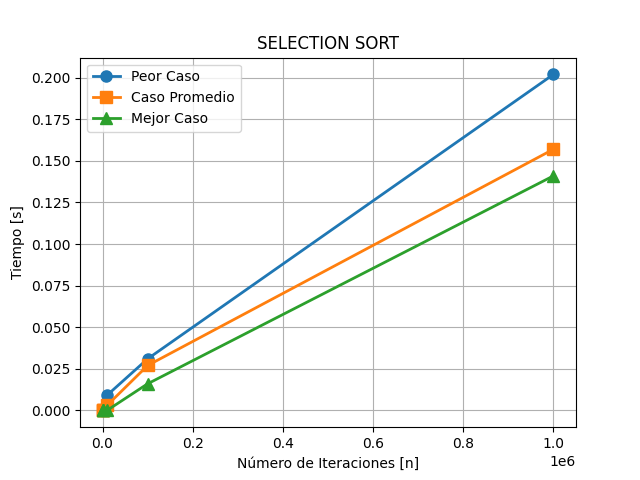 SELECTION SORT
Peor Caso
Caso Promedio
Mejor Caso
Tiempo [s]
0.200
0.175
0.150
0.125
0.100
0.075
0.050
0.025
0.000
0.0 0.2 0.4 0.6 0.8 1.0
1e6
Número de Iteraciones [n]